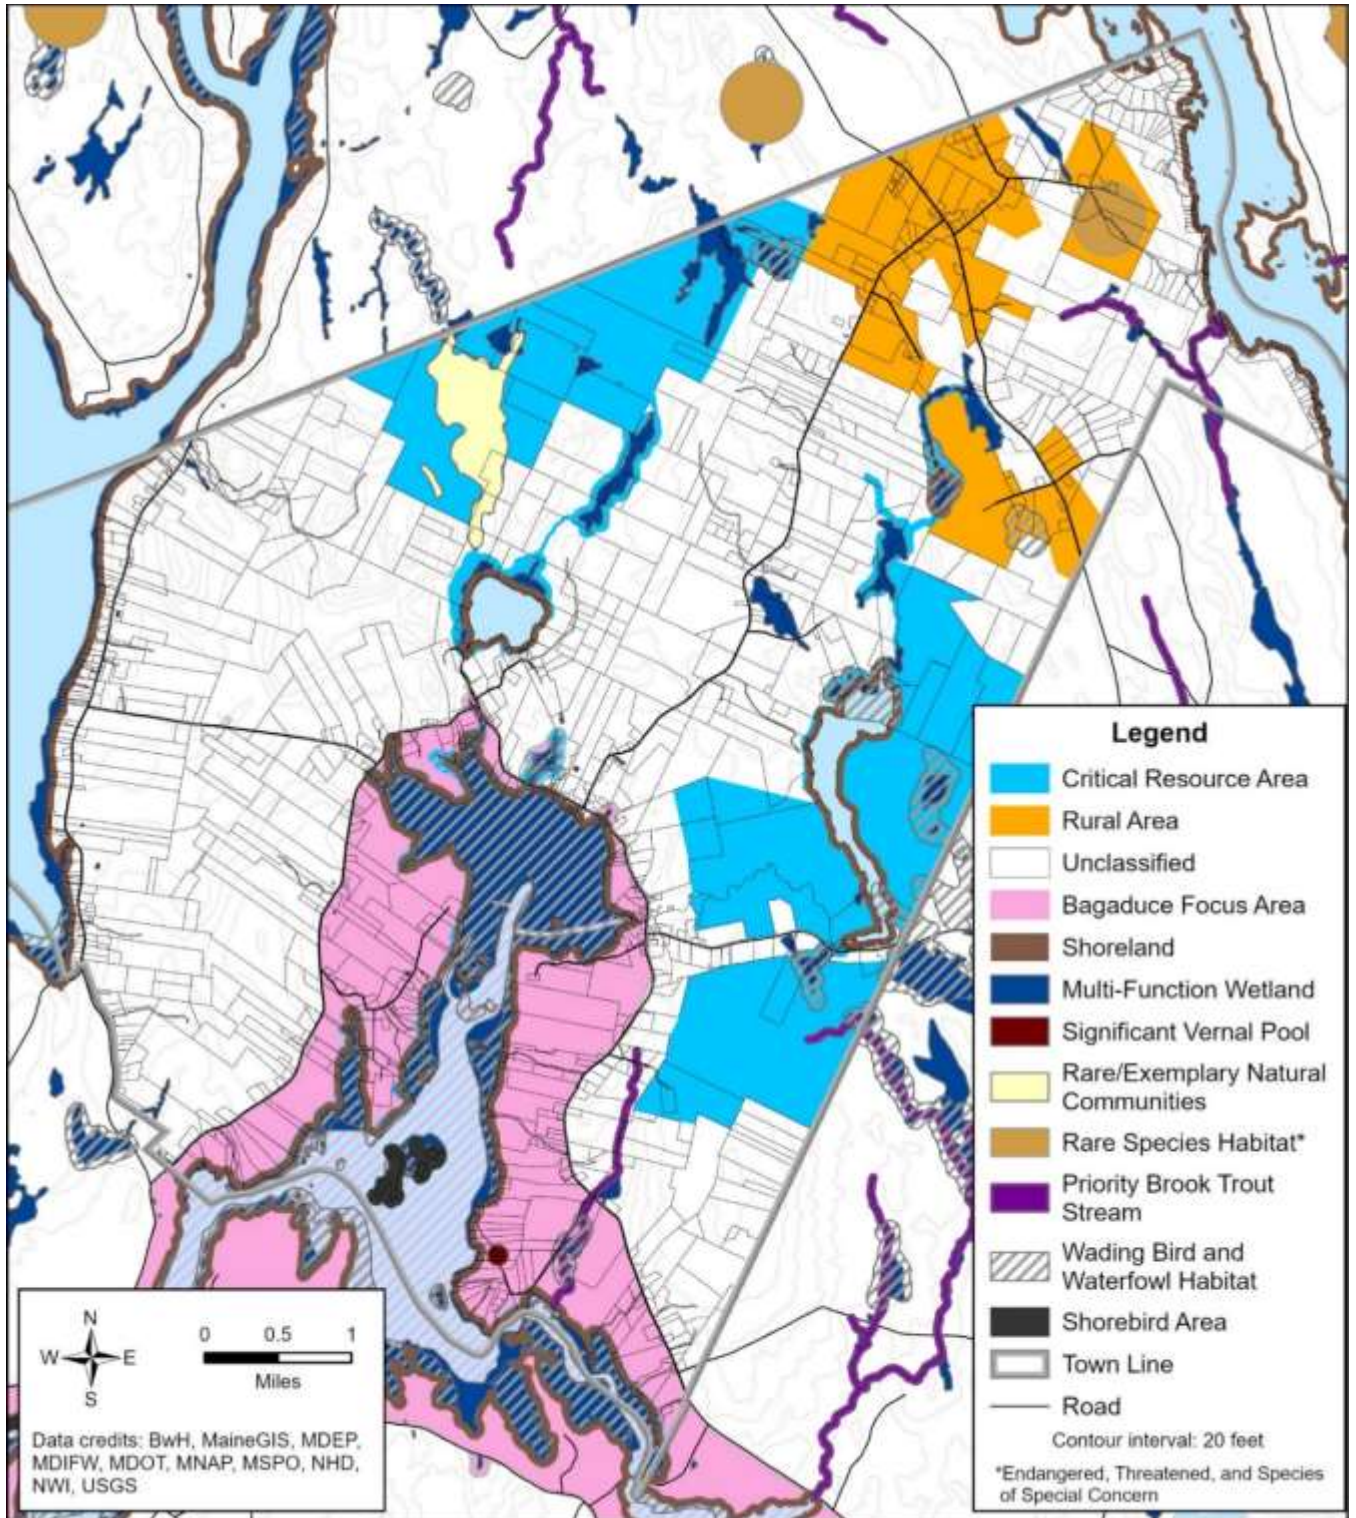 Legend
Critical Resource Area
Rural Area
Unclassified
Bagaduce Focus Area
Shoreland
Multi-Function Wetland
Significant Vernal Pool
Rare/Exemplary Natural
Communities
Rare Species Habitat*
Priority Brook Trout
Stream
Wading Bird and
Waterfowl Habitat
Shorebird Area
Town Line
Road
Contour interval: 20 feet
*Endangered, Threatened, and Species
of Special Concern
N
W E
S
0 0.5 1
Miles
Data credits: BwH, MaineGIS, MDEP,
MDIFW, MDOT, MNAP, MSPO, NHD,
NWI, USGS